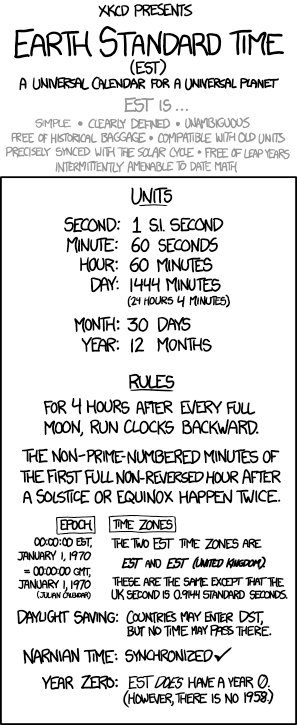 XKCD PRESENTS
EARTH STANDARD TIME
(EST)
A UNIVERSAL CALENDAR FOR A UNIVERSAL PLANET
EST IS ...
SIMPLE • CLEARLY DEFINED • UNAMBIGUOUS
FREE OF HISTORICAL BAGGAGE • COMPATIBLE WITH OLD UNITS
PRECISELY SYNCED WITH THE SOLAR CYCLE • FREE OF LEAP YEARS
INTERMITTENTLY AMENABLE TO DATE MATH
UNITS
SECOND: 1 S.I. SECOND
MINUTE: 60 SECONDS
HOUR: 60 MINUTES
DAY: 1444 MINUTES
(24 HOURS 4 MINUTES)
MONTH: 30 DAYS
YEAR: 12 MONTHS
RULES
FOR 4 HOURS AFTER EVERY FULL
MOON, RUN CLOCKS BACKWARD.
THE NON-PRIME-NUMBERED MINUTES OF
THE FIRST FULL NON-REVERSED HOUR AFTER
A SOLSTICE OR EQUINOX HAPPEN TWICE.
EPOCH
00:00:00 EST,
JANUARY 1, 1970
= 00:00:00 GMT,
JANUARY 1, 1970
(JULIAN CALENDAR)
TIME ZONES
THE TWO EST TIME ZONES ARE
EST AND EST (UNITED KINGDOM)
THESE ARE THE SAME EXCEPT THAT THE
UK SECOND IS 0.9144 STANDARD SECONDS.
DAYLIGHT SAVING: COUNTRIES MAY ENTER DST,
BUT NO TIME MAY PASS THERE.
NARNIAN TIME: SYNCHRONIZED ✓
YEAR ZERO: EST DOES HAVE A YEAR 0.
(HOWEVER, THERE IS NO 1958.)